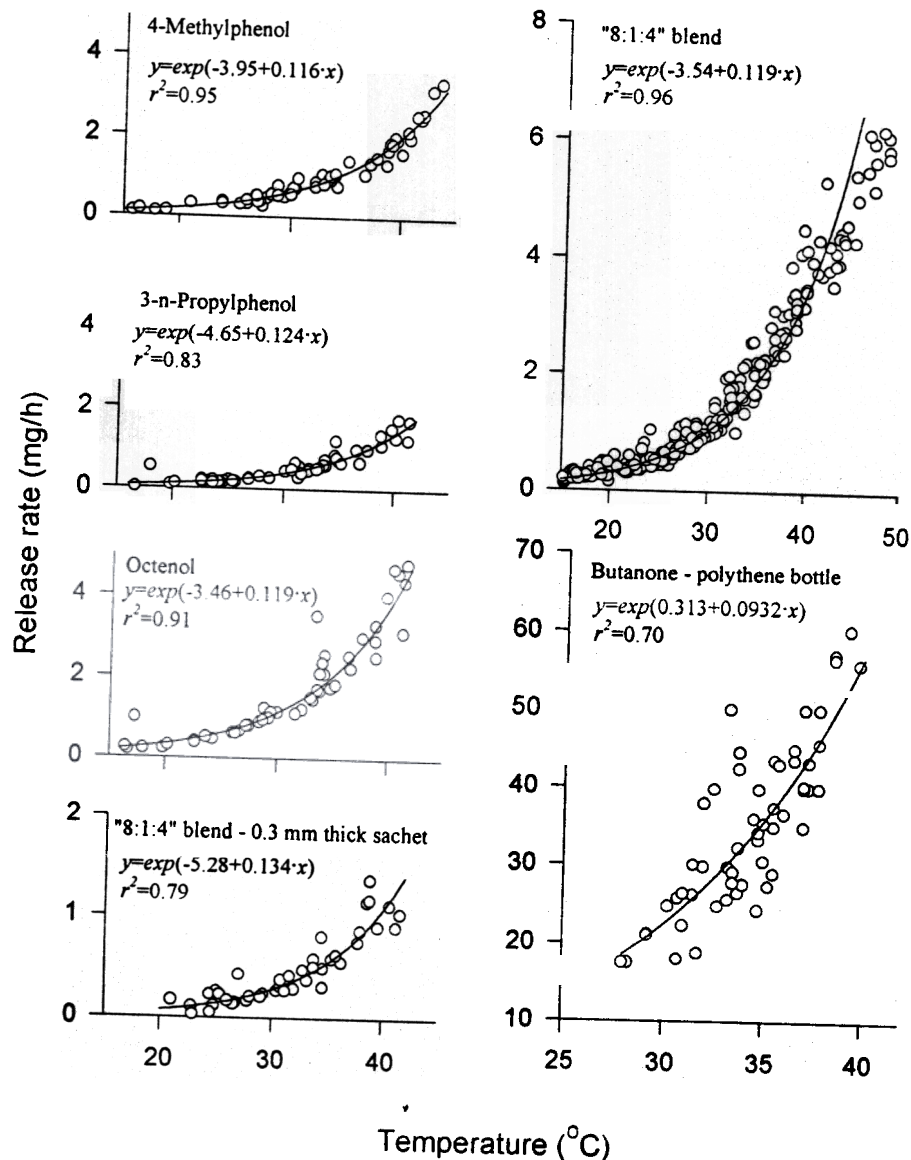 4-Methylphenol
y=exp(-3.95+0.116·x)
r²=0.95
4
2
0
3-n-Propylphenol
y=exp(-4.65+0.124·x)
r²=0.83
4
2
0
Octenol
y=exp(-3.46+0.119·x)
r²=0.91
4
2
0
"8:1:4" blend - 0.3 mm thick sachet
y=exp(-5.28+0.134·x)
r²=0.79
2
1
0
20 30 40
"8:1:4" blend
y=exp(-3.54+0.119·x)
r²=0.96
8
6
4
2
0
20 30 40 50
Butanone - polythene bottle
y=exp(0.313+0.0932·x)
r²=0.70
70
60
50
40
30
20
10
25 30 35 40
Release rate (mg/h)
Temperature (°C)